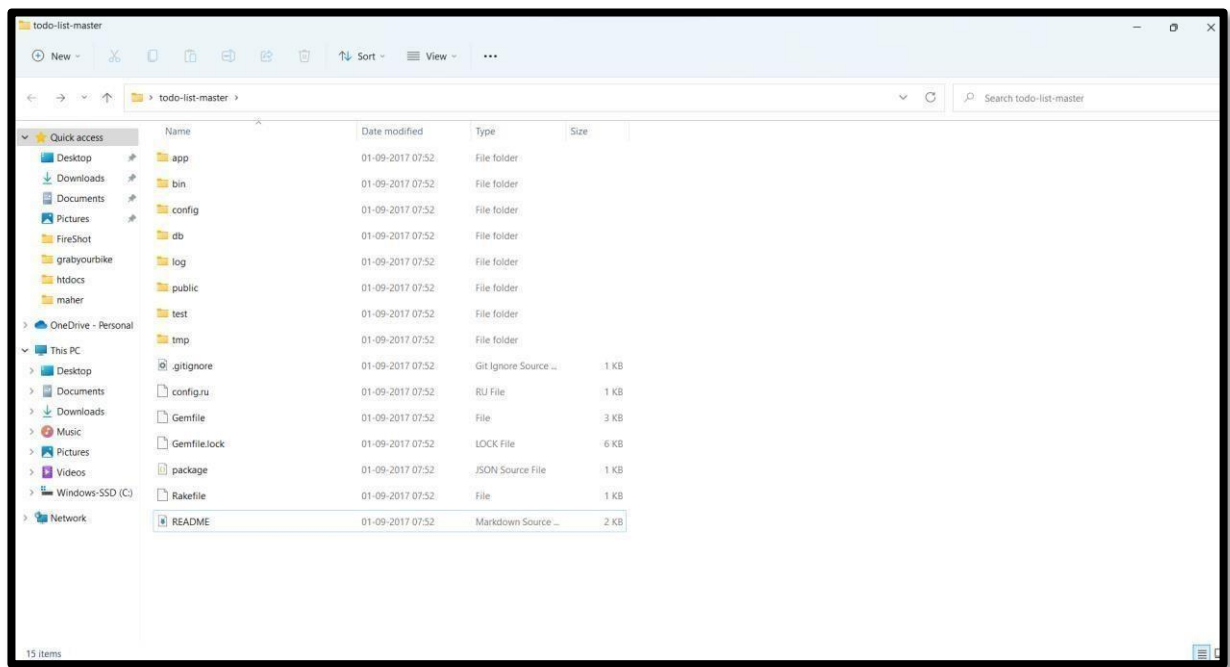 todo-list-master
New Sort View ...
todo-list-master
Search todo-list-master
Quick access
Desktop
Downloads
Documents
Pictures
FireShot
grabyourbike
htdocs
maher
OneDrive - Personal
This PC
Desktop
Documents
Downloads
Music
Pictures
Videos
Windows-SSD (C:)
Network
Name Date modified Type Size
app 01-09-2017 07:52 File folder
bin 01-09-2017 07:52 File folder
config 01-09-2017 07:52 File folder
db 01-09-2017 07:52 File folder
log 01-09-2017 07:52 File folder
public 01-09-2017 07:52 File folder
test 01-09-2017 07:52 File folder
tmp 01-09-2017 07:52 File folder
.gitignore 01-09-2017 07:52 Git Ignore Source ... 1 KB
config.ru 01-09-2017 07:52 RU File 1 KB
Gemfile 01-09-2017 07:52 File 3 KB
Gemfile.lock 01-09-2017 07:52 LOCK File 6 KB
package 01-09-2017 07:52 JSON Source File 1 KB
Rakefile 01-09-2017 07:52 File 1 KB
README 01-09-2017 07:52 Markdown Source ... 2 KB
15 items